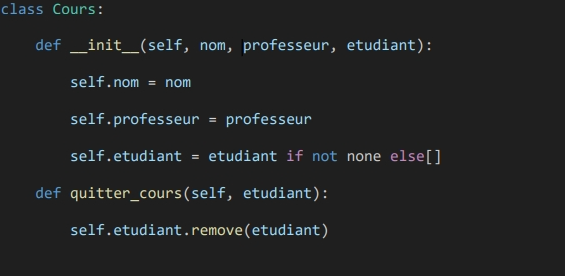 class Cours:
    def __init__(self, nom, professeur, etudiant):
        self.nom = nom
        self.professeur = professeur
        self.etudiant = etudiant if not none else[]
    def quitter_cours(self, etudiant):
        self.etudiant.remove(etudiant)